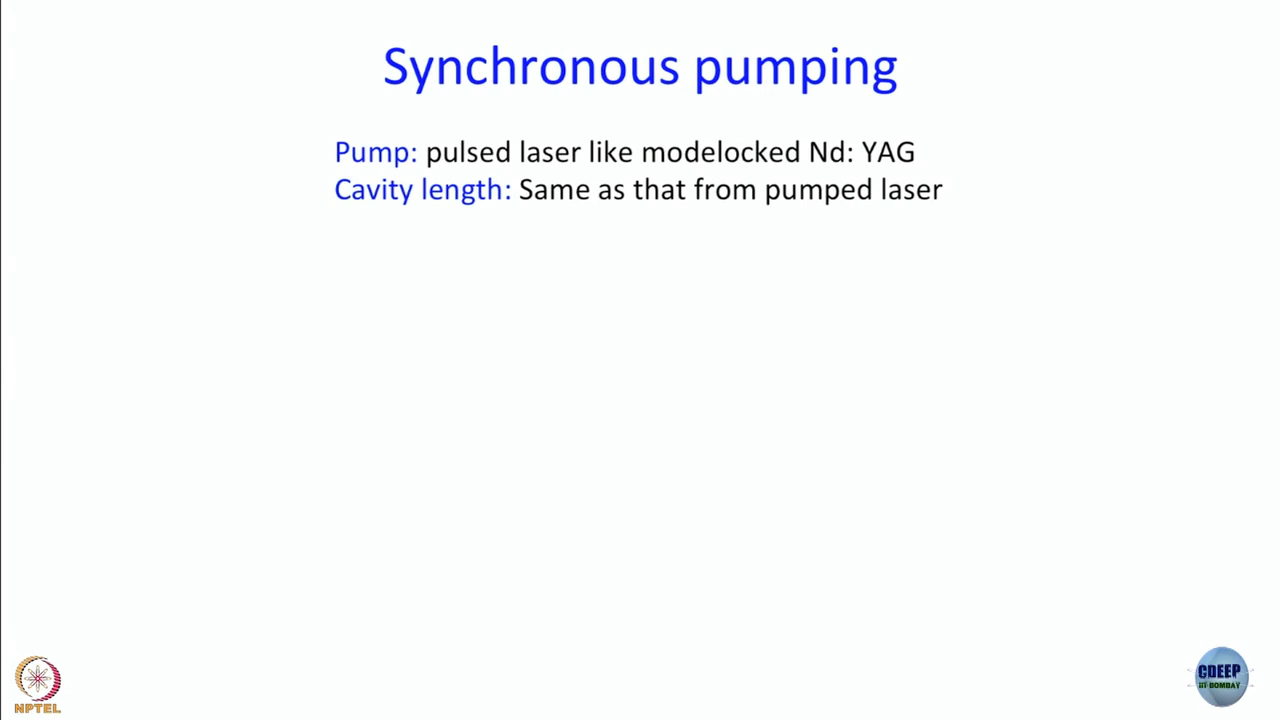 Synchronous pumping
Pump: pulsed laser like modelocked Nd: YAG
Cavity length: Same as that from pumped laser
NPTEL
CDEEP
IIT BOMBAY